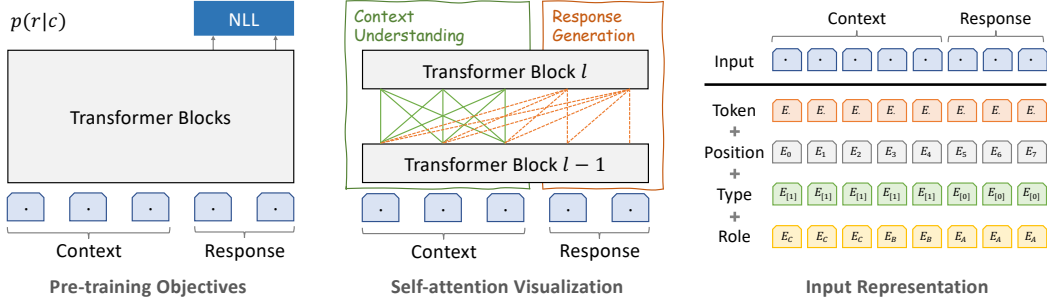 p(r|c)
NLL
Transformer Blocks
Context
Response
Pre-training Objectives
Context
Understanding
Response
Generation
Transformer Block l
Transformer Block l − 1
Context
Response
Self-attention Visualization
Context
Response
Input
Token
E. E. E. E. E. E. E. E.
+
Position
E0 E1 E2 E3 E4 E5 E6 E7
+
Type
E[1] E[1] E[1] E[1] E[1] E[0] E[0] E[0]
+
Role
EC EC EC EB EB EA EA EA
Input Representation